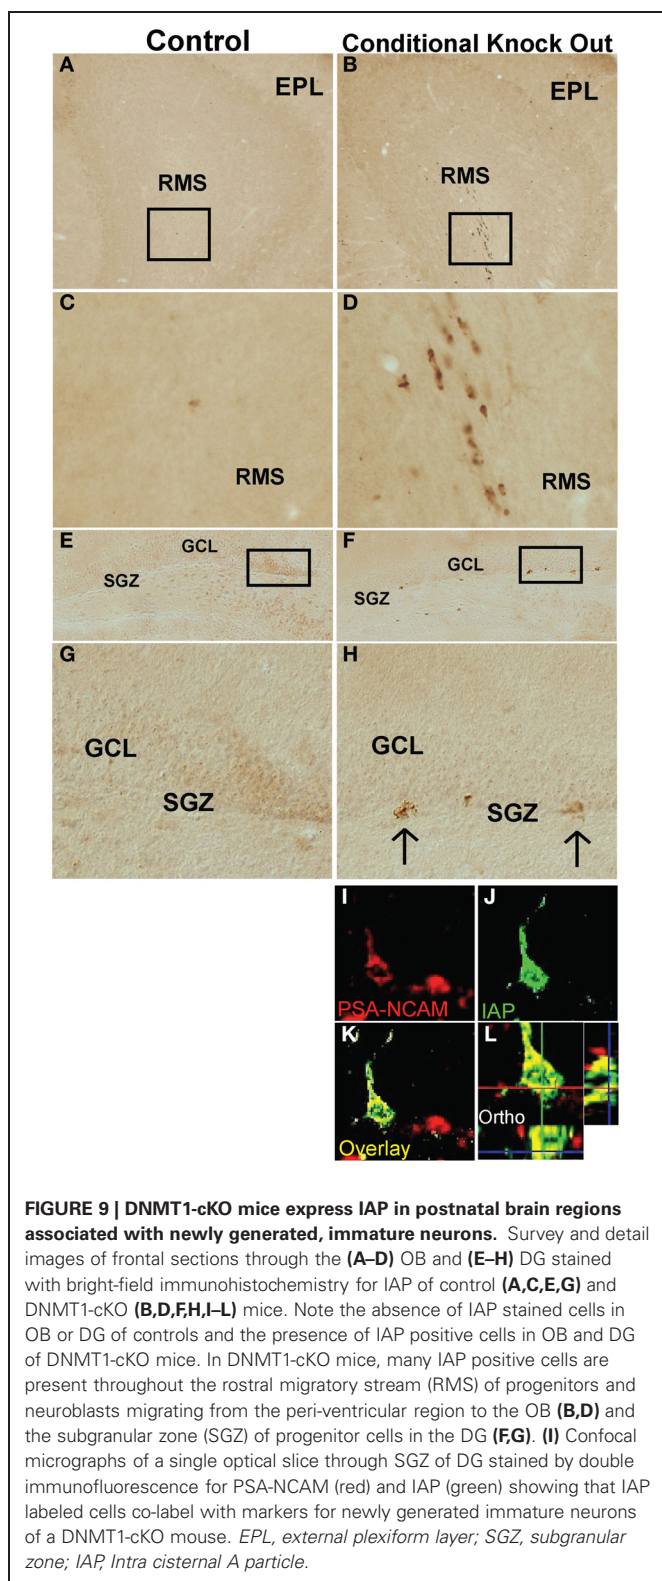 Control
Conditional Knock Out
A
EPL
RMS
B
EPL
RMS
C
RMS
D
RMS
E
GCL
SGZ
F
GCL
SGZ
G
GCL
SGZ
H
GCL
SGZ
I
PSA-NCAM
J
IAP
K
Overlay
L
Ortho
FIGURE 9 | DNMT1-cKO mice express IAP in postnatal brain regions
associated with newly generated, immature neurons. Survey and detail
images of frontal sections through the (A–D) OB and (E–H) DG stained
with bright-field immunohistochemistry for IAP of control (A,C,E,G) and
DNMT1-cKO (B,D,F,H,I–L) mice. Note the absence of IAP stained cells in
OB or DG of controls and the presence of IAP positive cells in OB and DG
of DNMT1-cKO mice. In DNMT1-cKO mice, many IAP positive cells are
present throughout the rostral migratory stream (RMS) of progenitors and
neuroblasts migrating from the peri-ventricular region to the OB (B,D) and
the subgranular zone (SGZ) of progenitor cells in the DG (F,G). (I) Confocal
micrographs of a single optical slice through SGZ of DG stained by double
immunofluorescence for PSA-NCAM (red) and IAP (green) showing that IAP
labeled cells co-label with markers for newly generated immature neurons
of a DNMT1-cKO mouse. EPL, external plexiform layer; SGZ, subgranular
zone; IAP, Intra cisternal A particle.